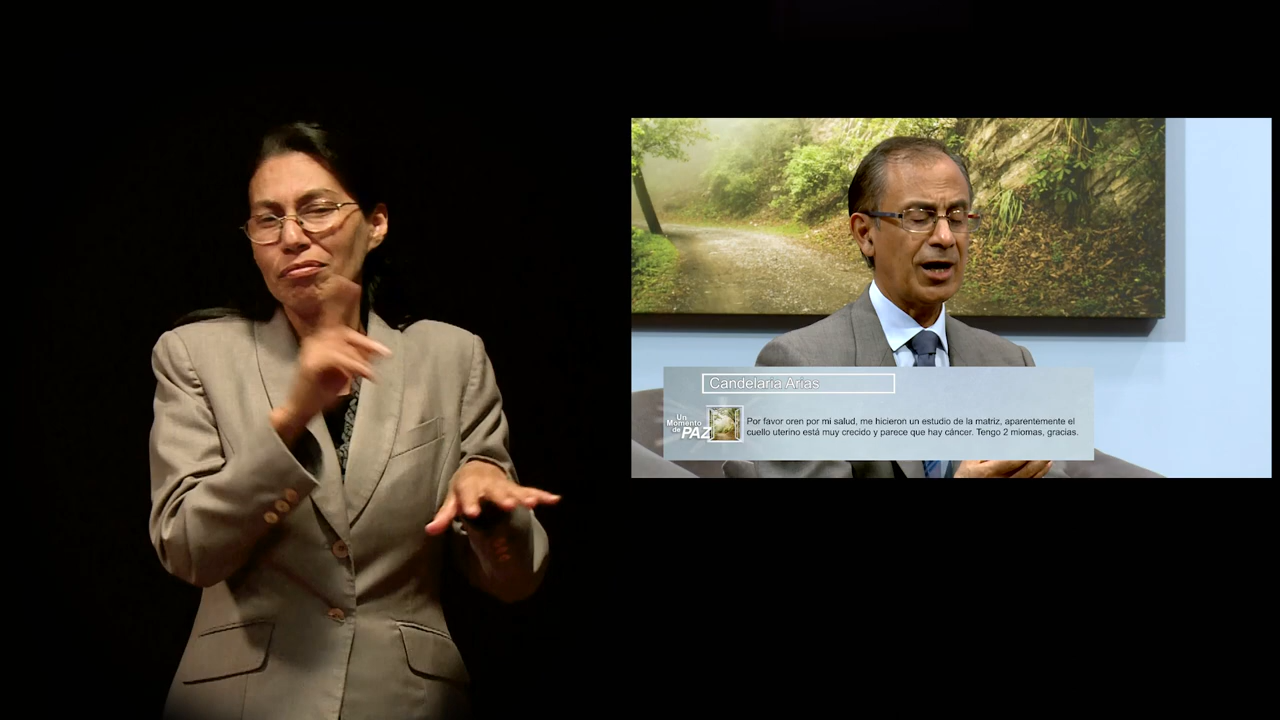 Candelaria Arias
Un
Momento
de PAZ
Por favor oren por mi salud, me hicieron un estudio de la matriz, aparentemente el
cuello uterino está muy crecido y parece que hay cáncer. Tengo 2 miomas, gracias.